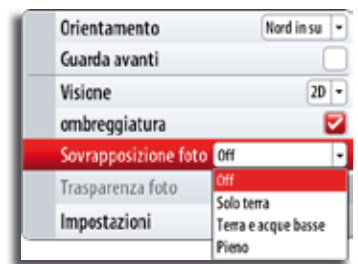 Orientamento Nord in su
Guarda avanti
Visione 2D
ombreggiatura
Sovrapposizione foto Off
Off
Trasparenza foto
Solo terra
Terra e acque basse
Impostazioni
Pieno